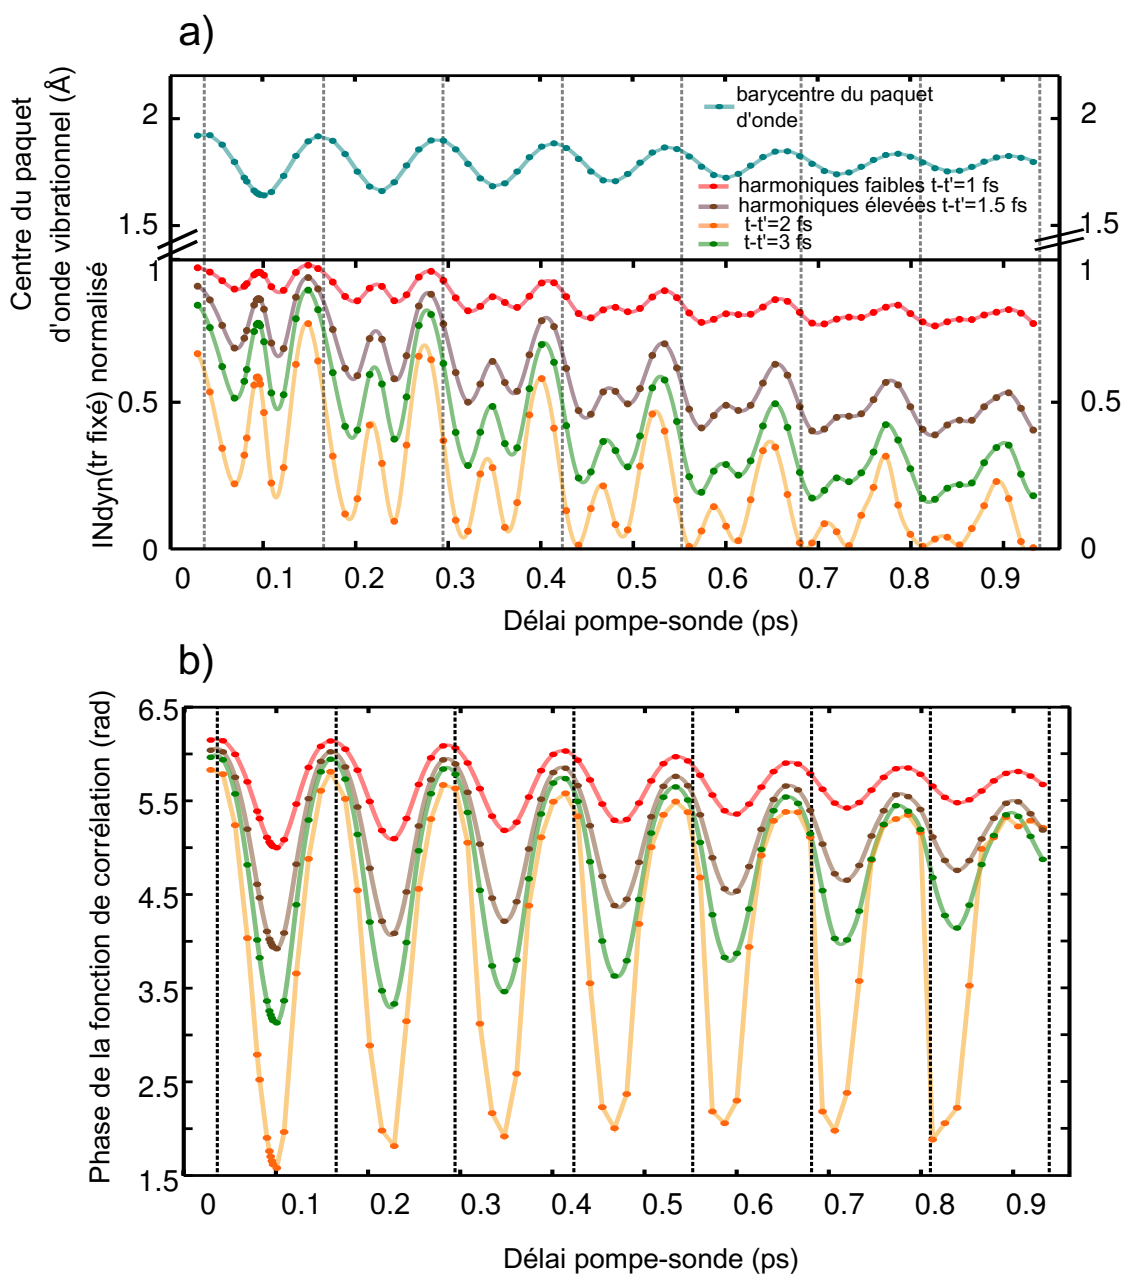 a)
Centre du paquet
d'onde vibrationnel (Å)
2
1.5
barycentre du paquet
d'onde
2
1.5
harmoniques faibles t-t'=1 fs
harmoniques élevées t-t'=1.5 fs
t-t'=2 fs
t-t'=3 fs
INdyn(tr fixé) normalisé
1
0.5
0
1
0.5
0
0 0.1 0.2 0.3 0.4 0.5 0.6 0.7 0.8 0.9
Délai pompe-sonde (ps)
b)
Phase de la fonction de corrélation (rad)
6.5
5.5
4.5
3.5
2.5
1.5
0 0.1 0.2 0.3 0.4 0.5 0.6 0.7 0.8 0.9
Délai pompe-sonde (ps)